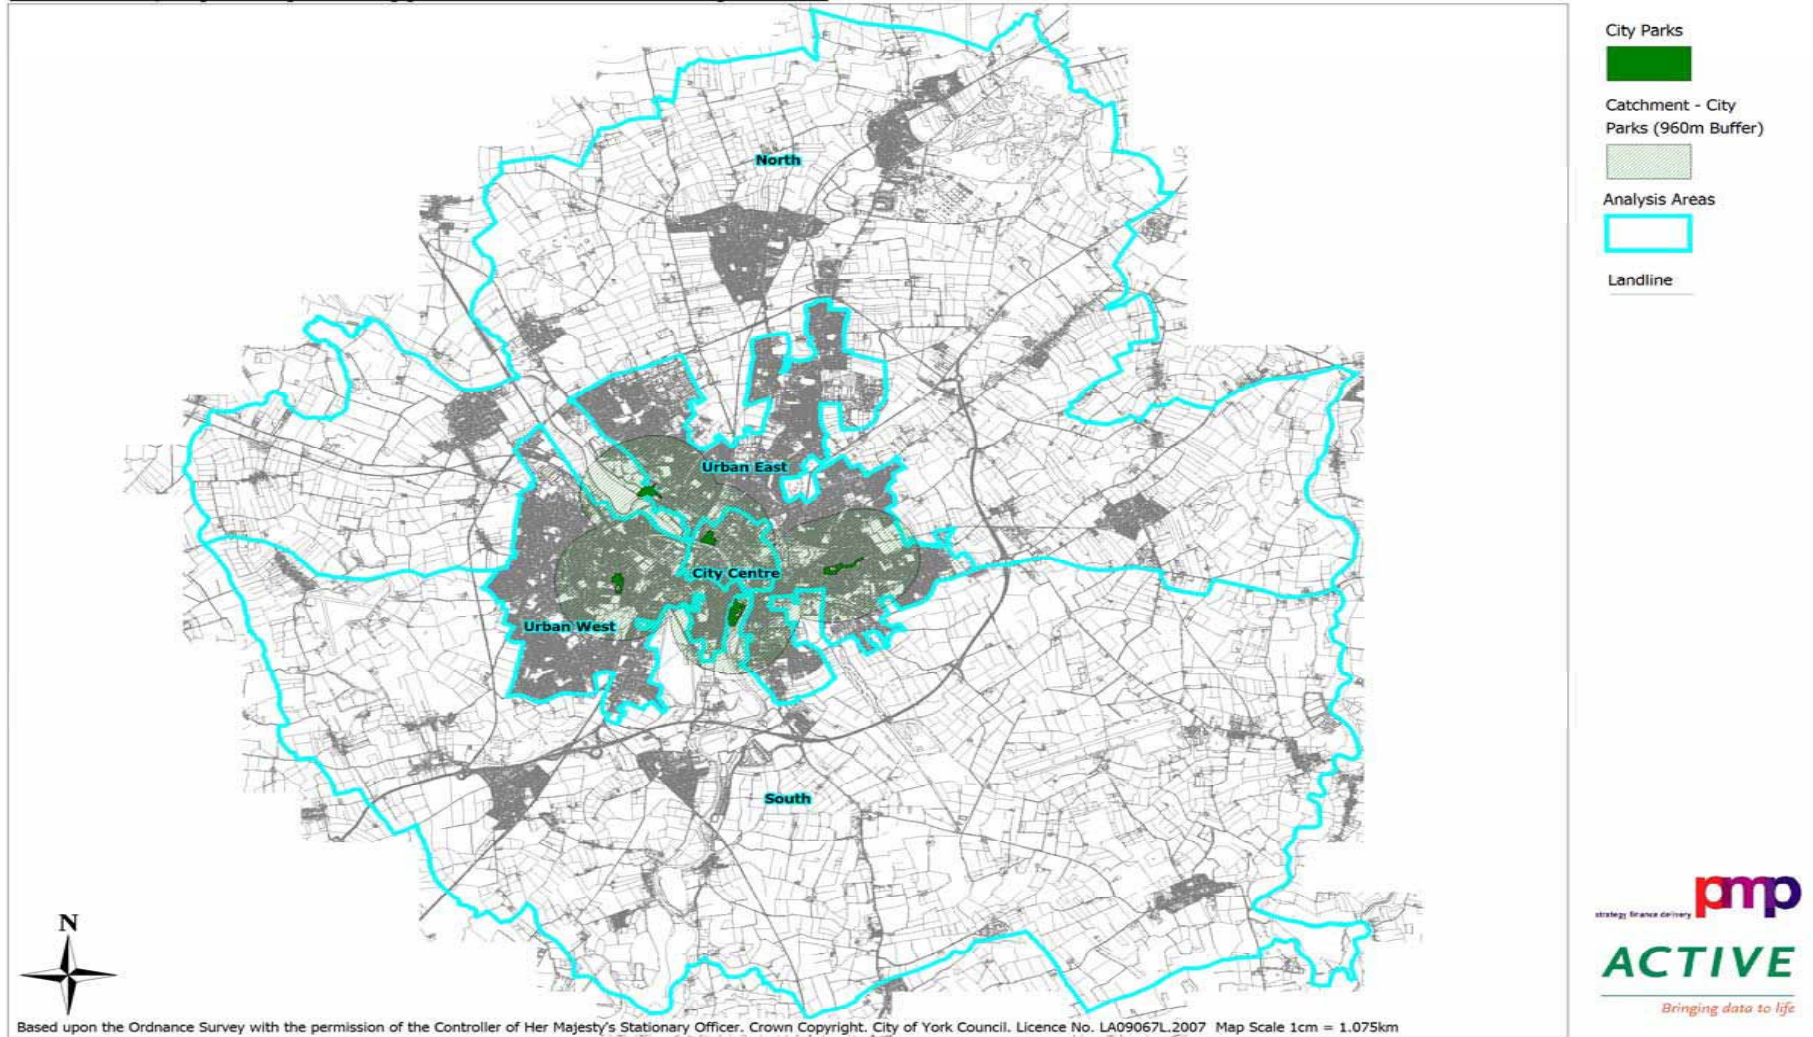 North
Urban East
City Centre
Urban West
South
N
Based upon the Ordnance Survey with the permission of the Controller of Her Majesty's Stationary Officer. Crown Copyright. City of York Council. Licence No. LA09067L.2007 Map Scale 1cm = 1.075km
City Parks
Catchment - City
Parks (960m Buffer)
Analysis Areas
Landline
strategy finance delivery pmp
ACTIVE
Bringing data to life